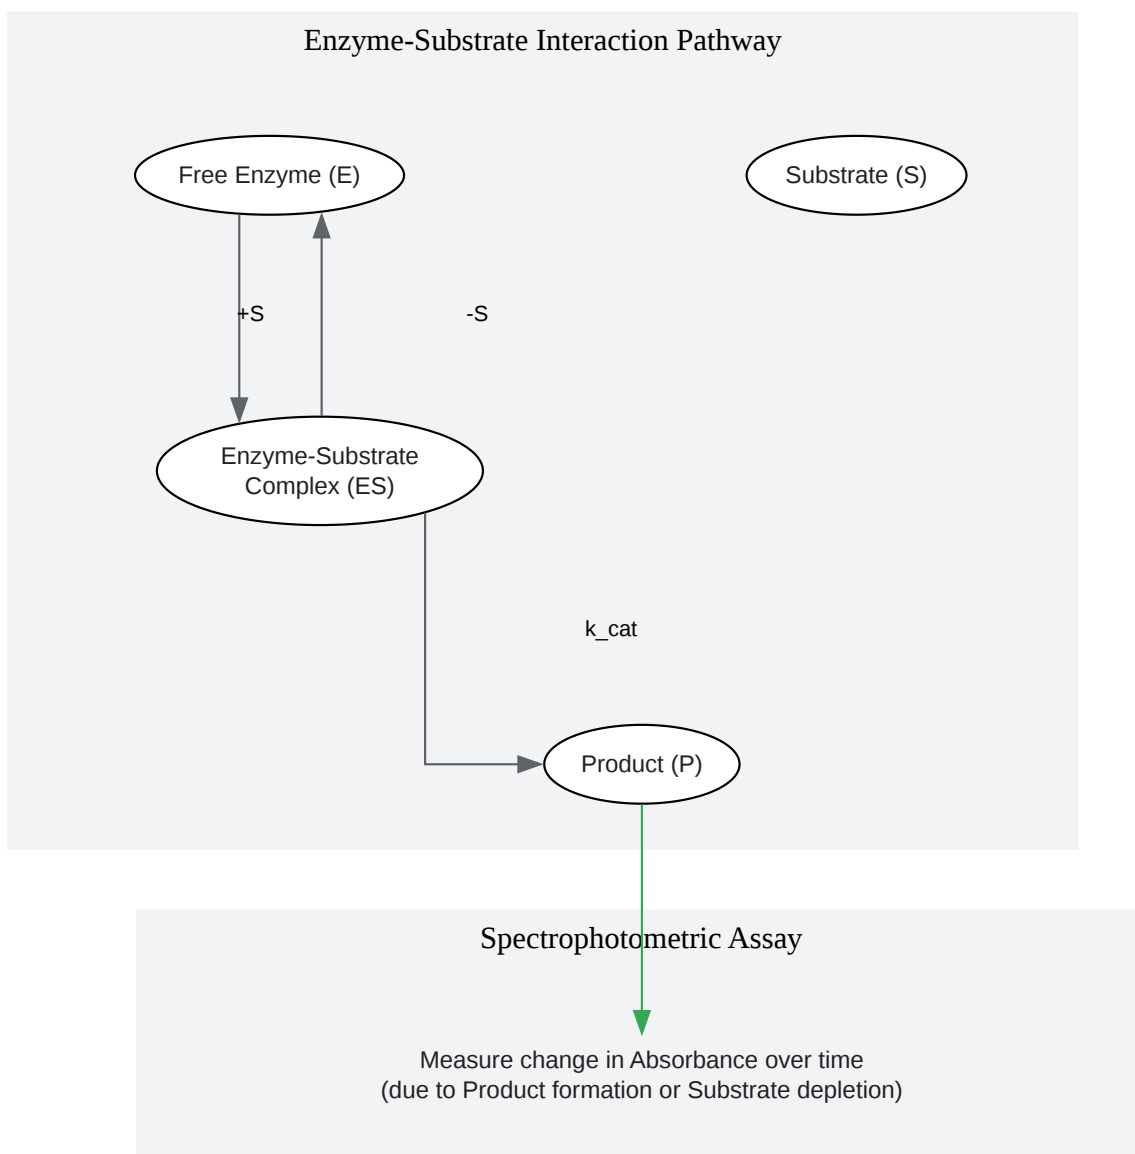 Enzyme-Substrate Interaction Pathway
Free Enzyme (E)
Substrate (S)
+S
-S
Enzyme-Substrate
Complex (ES)
k_cat
Product (P)
Spectrophotometric Assay
Measure change in Absorbance over time
(due to Product formation or Substrate depletion)